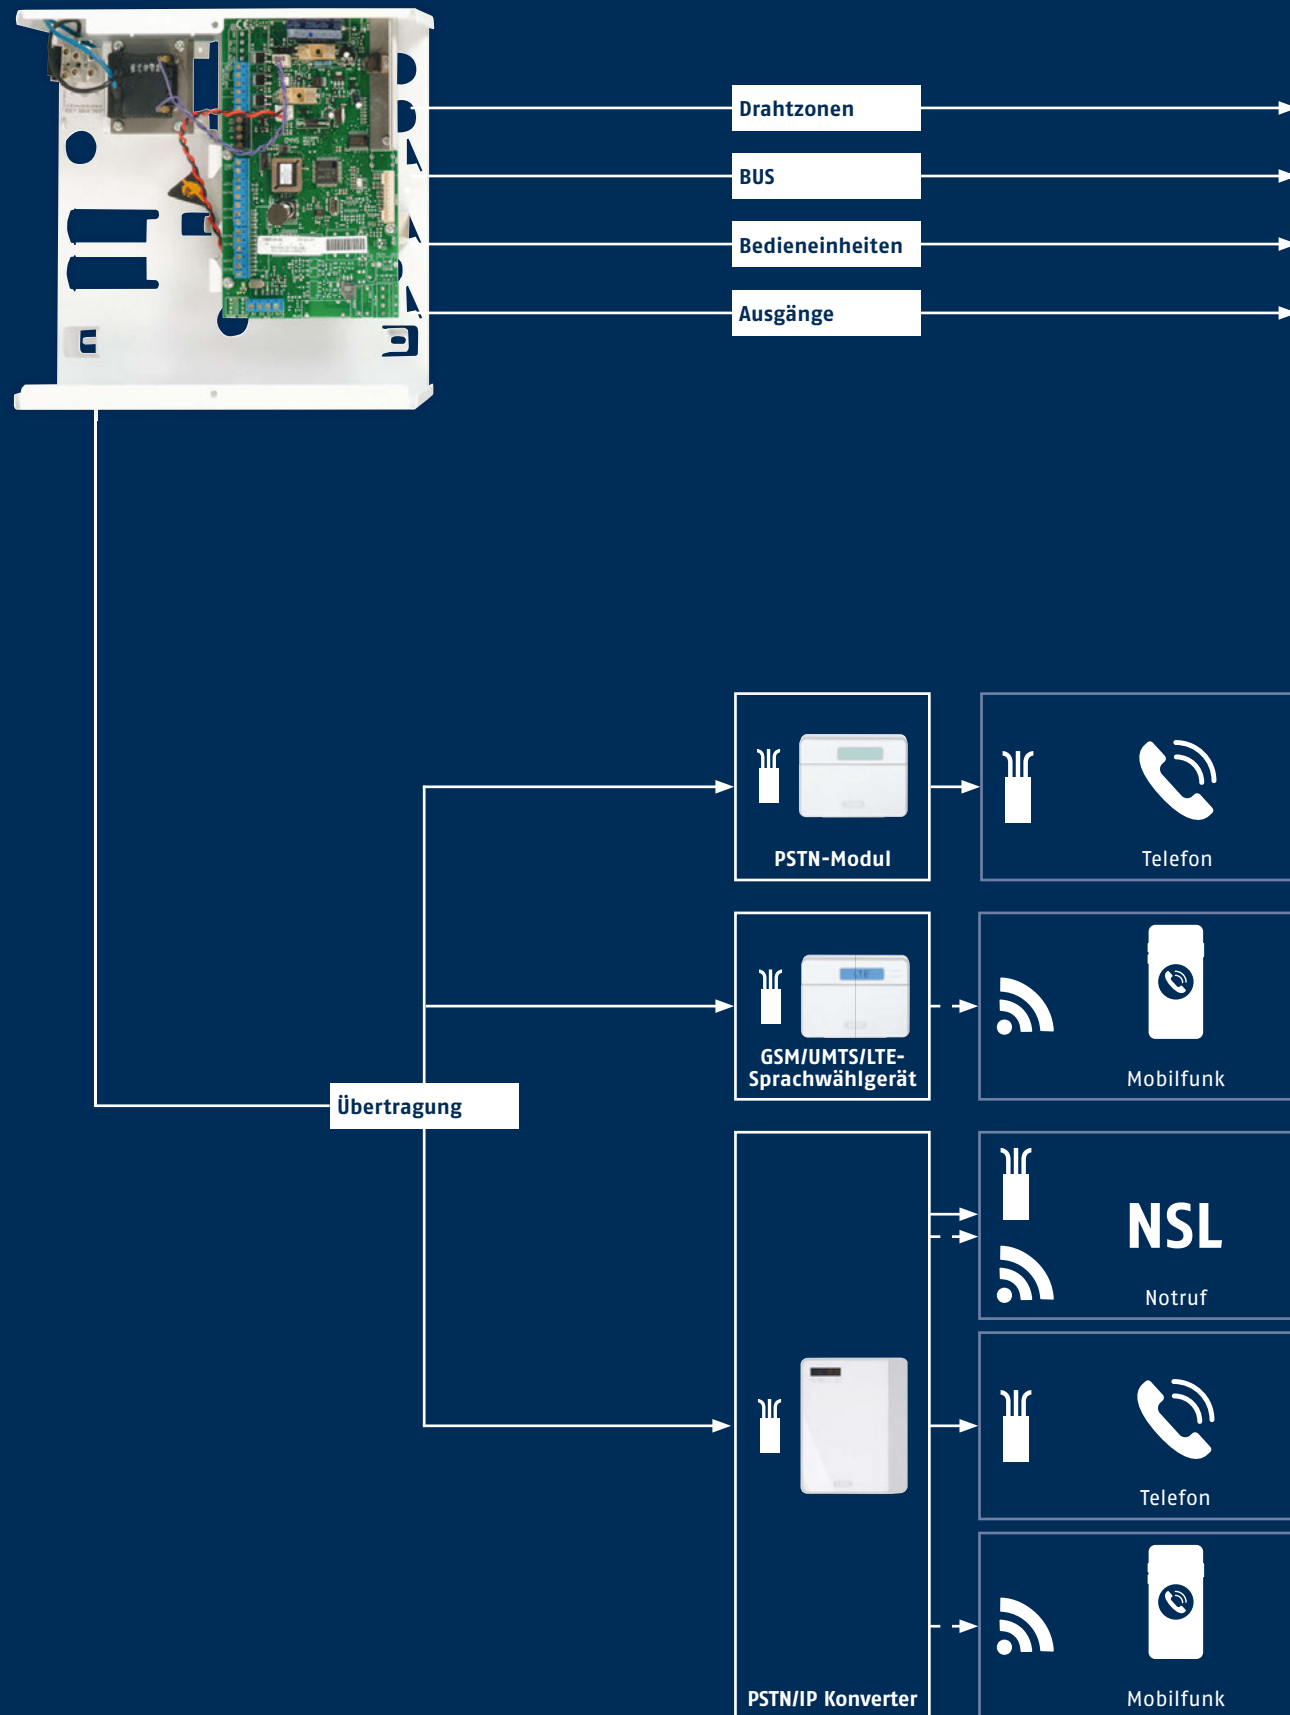 Drahtzonen
BUS
Bedieneinheiten
Ausgänge
PSTN-Modul
Telefon
LTE
GSM/UMTS/LTE-
Sprachwählgerät
Mobilfunk
Übertragung
NSL
Notruf
Telefon
PSTN/IP Konverter
Mobilfunk